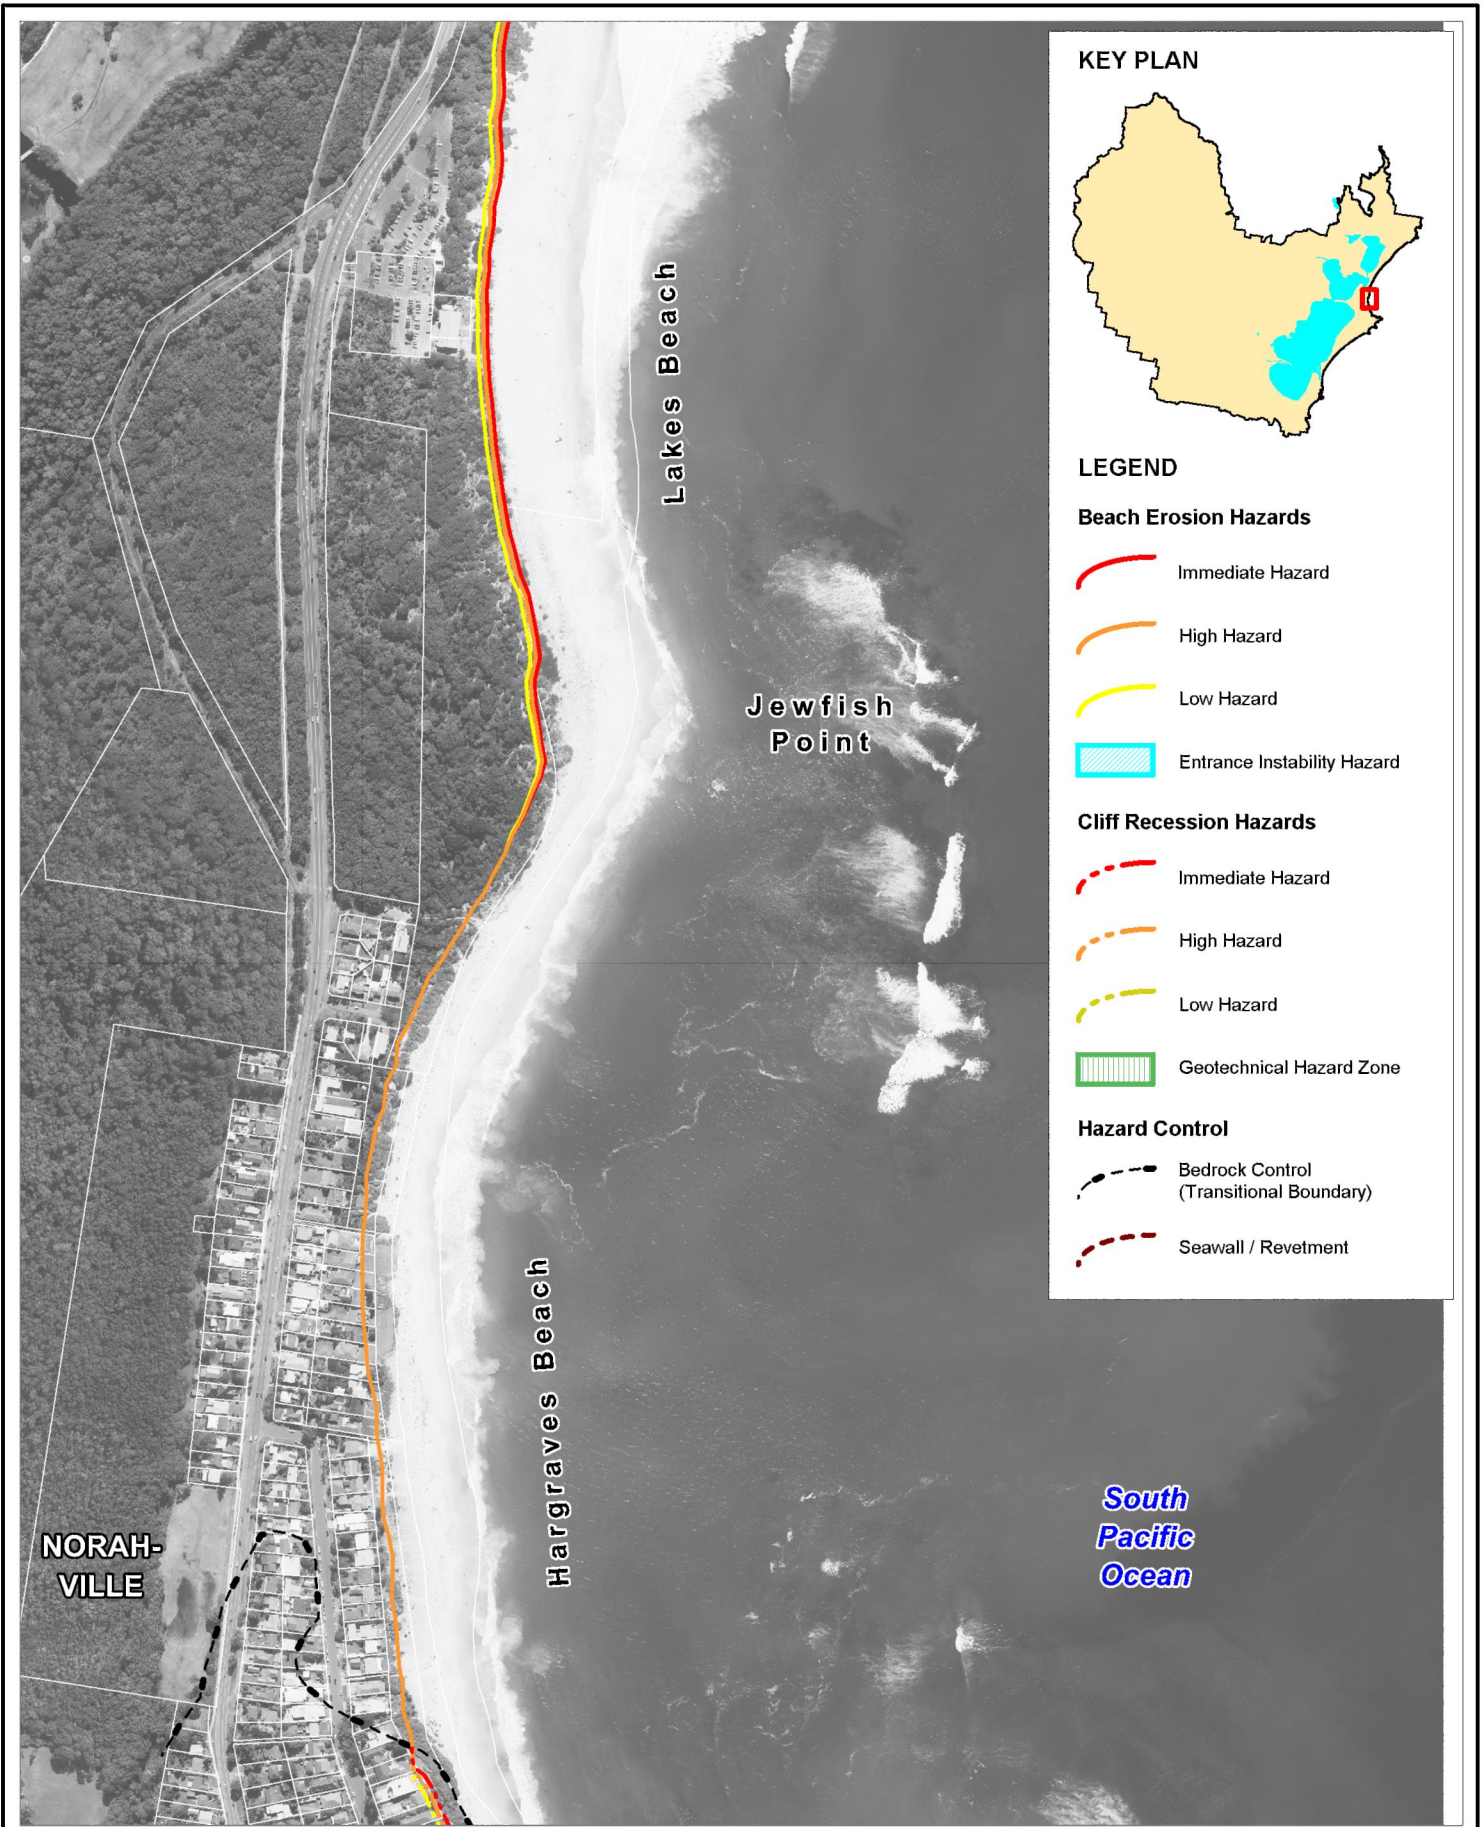 KEY PLAN
Lakes Beach
LEGEND
Beach Erosion Hazards
Immediate Hazard
High Hazard
Low Hazard
Entrance Instability Hazard
Jewfish
Point
Cliff Recession Hazards
Immediate Hazard
High Hazard
Low Hazard
Geotechnical Hazard Zone
Hazard Control
Bedrock Control
(Transitional Boundary)
Seawall / Revetment
Hargraves Beach
NORAH-
VILLE
South
Pacific
Ocean